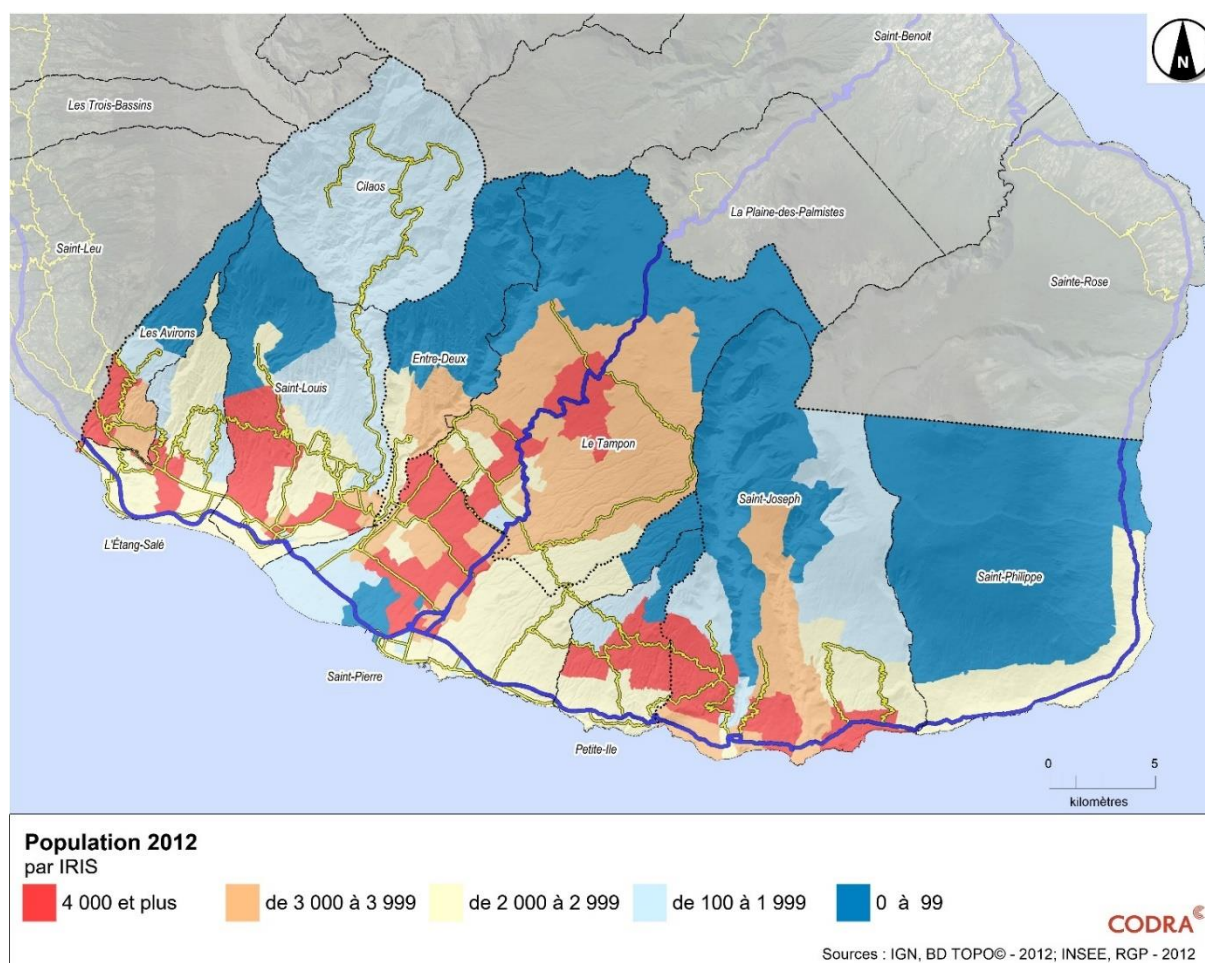 Saint-Benoit
N
Les Trois-Bassins
Cilaos
La Plaine-des-Palmistes
Saint-Leu
Sainte-Rose
Les Avirons
Entre-Deux
Saint-Louis
Le Tampon
Saint-Joseph
L'Étang-Salé
Saint-Philippe
Saint-Pierre
Petite-Ile
0 5
kilomètres
Population 2012
par IRIS
4 000 et plus de 3 000 à 3 999 de 2 000 à 2 999 de 100 à 1 999 0 à 99
CODRA
Sources : IGN, BD TOPO© - 2012; INSEE, RGP - 2012